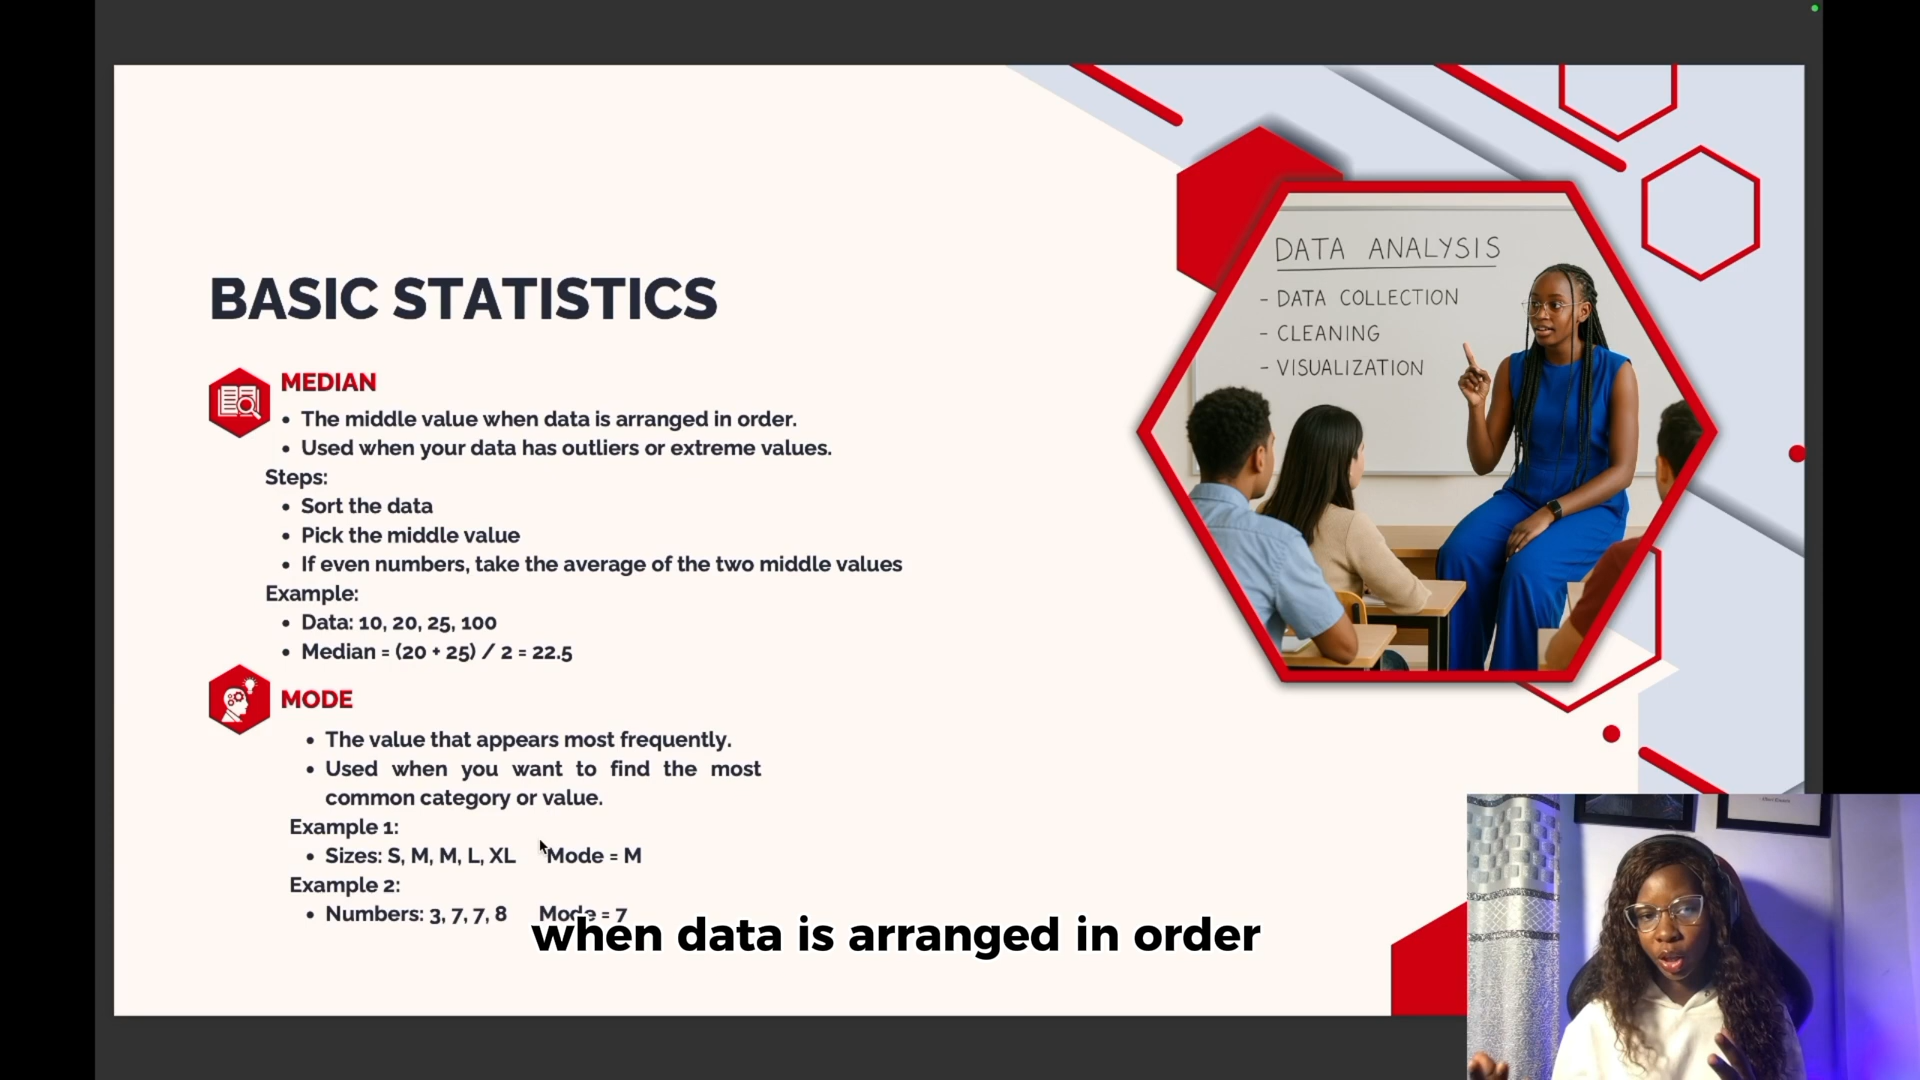 BASIC STATISTICS
MEDIAN
• The middle value when data is arranged in order.
• Used when your data has outliers or extreme values.
Steps:
• Sort the data
• Pick the middle value
• If even numbers, take the average of the two middle values
Example:
• Data: 10, 20, 25, 100
• Median = (20 + 25) / 2 = 22.5
MODE
• The value that appears most frequently.
• Used when you want to find the most
common category or value.
Example 1:
• Sizes: S, M, M, L, XL Mode = M
Example 2:
• Numbers: 3, 7, 7, 8 Mode = 7
when data is arranged in order
DATA ANALYSIS
- DATA COLLECTION
- CLEANING
- VISUALIZATION